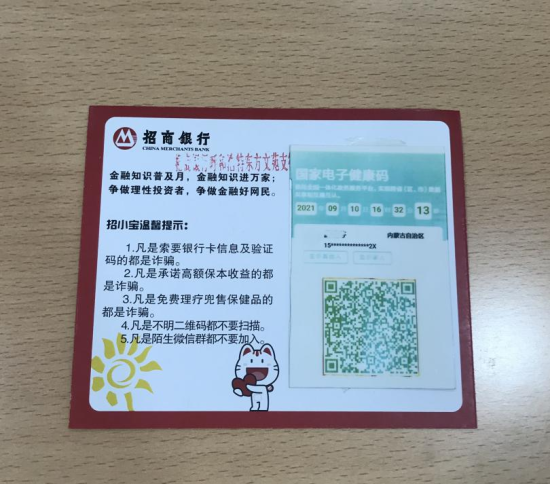 招商银行
CHINA MERCHANTS BANK
金融知识普及月，金融知识进万家；
争做理性投资者，争做金融好网民。
招小宝温馨提示：
1.凡是索要银行卡信息及验证
码的都是诈骗。
2.凡是承诺高额保本收益的都
是诈骗。
3.凡是免费理疗兜售保健品的
都是诈骗。
4.凡是不明二维码都不要扫描。
5.凡是陌生微信群都不要加入。
国家电子健康码
2021 09 10 16 32 13
内蒙古自治区
15***************2X